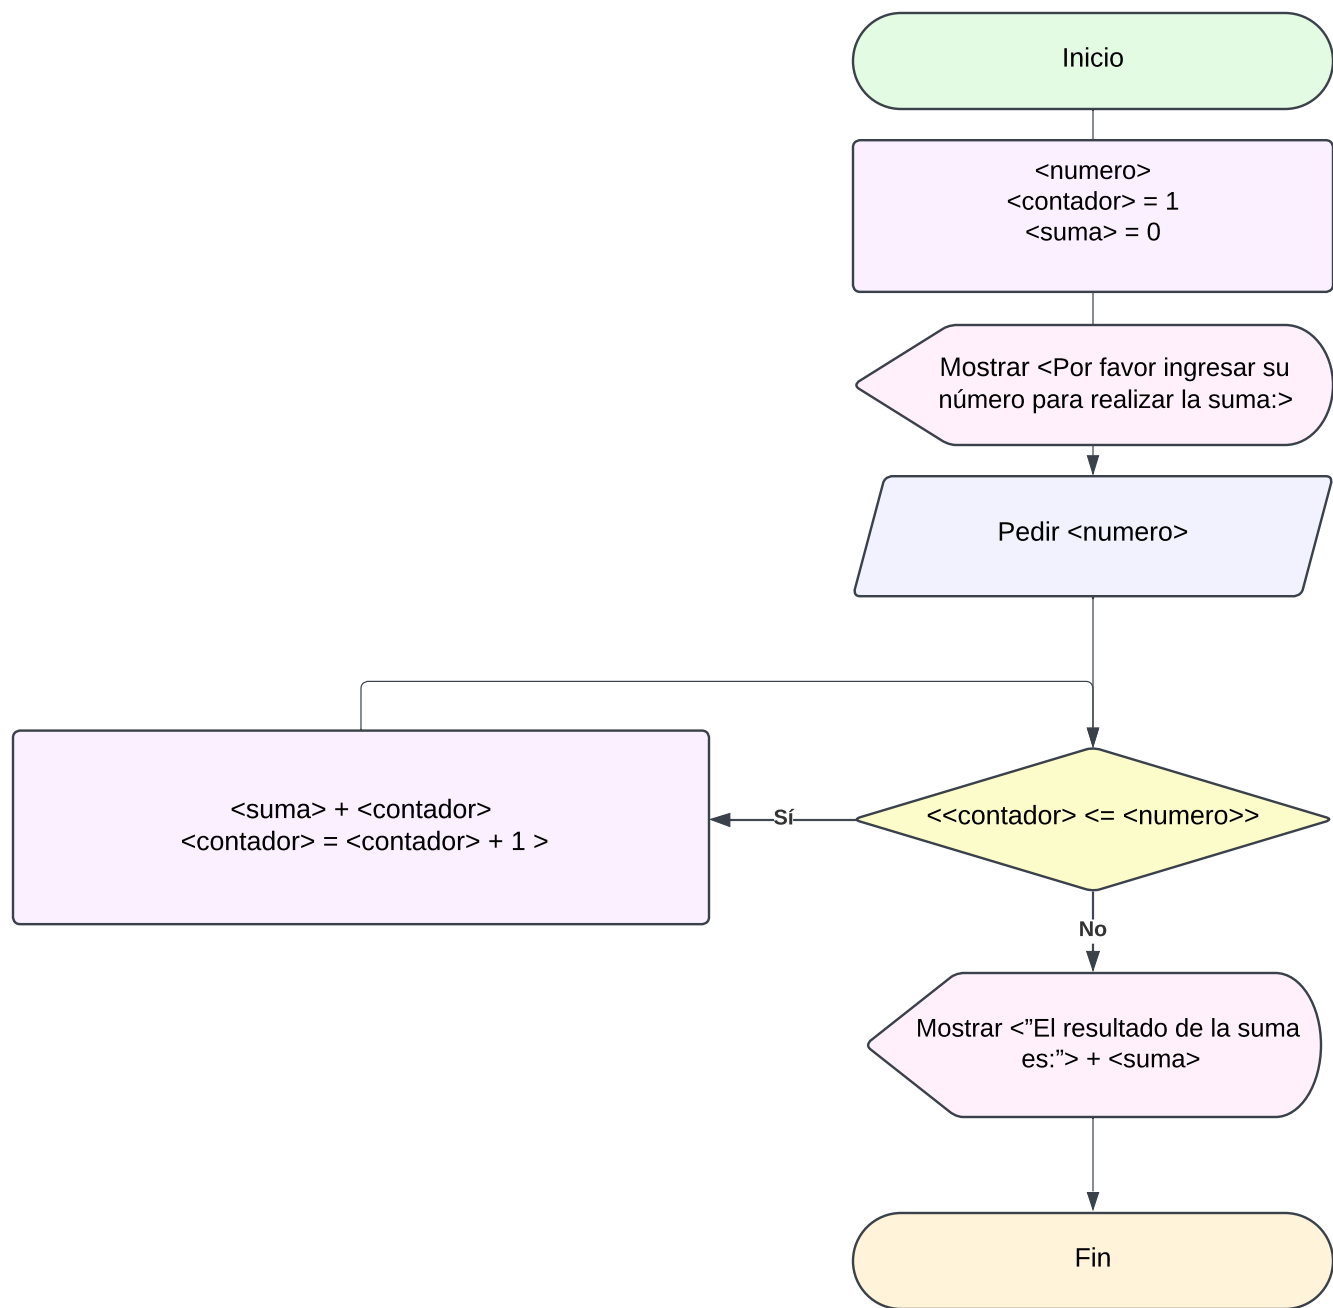 Inicio
<numero>
<contador> = 1
<suma> = 0
Mostrar <Por favor ingresar su
número para realizar la suma:>
Pedir <numero>
<<contador> <= <numero>>
Sí
<suma> + <contador>
<contador> = <contador> + 1 >
No
Mostrar <”El resultado de la suma
es:”> + <suma>
Fin